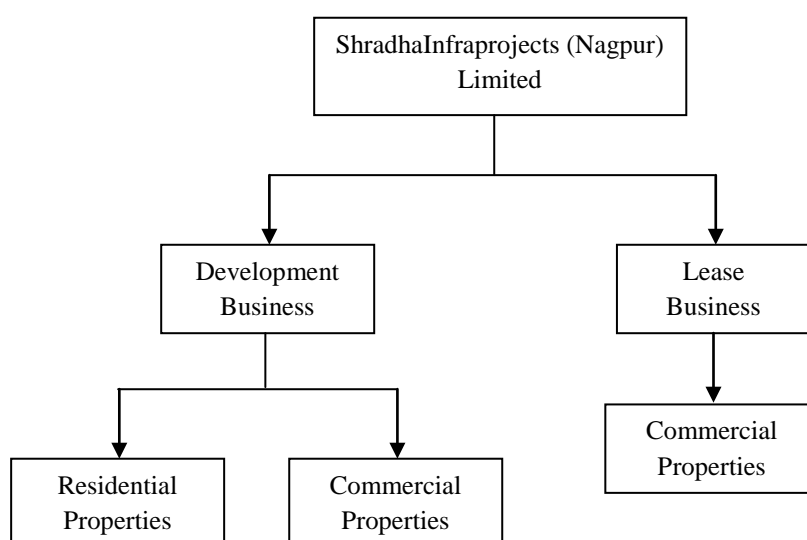 ShradhaInfraprojects (Nagpur)
Limited
Development
Business
Lease
Business
Commercial
Properties
Residential
Properties
Commercial
Properties